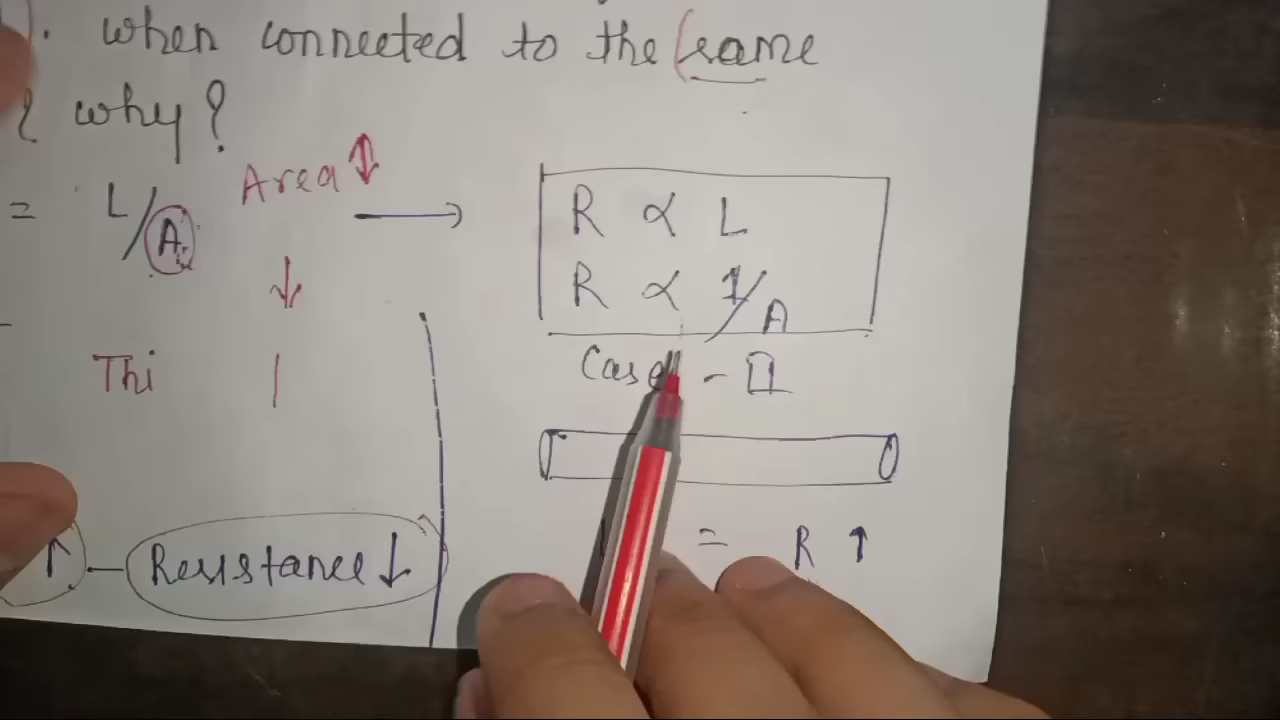 when connected to the (same
why?
Area ↑
= L/A
R ∝ L
R ∝ 1/A
Case - II
Thi
= R ↑
↑ — Resistance ↓